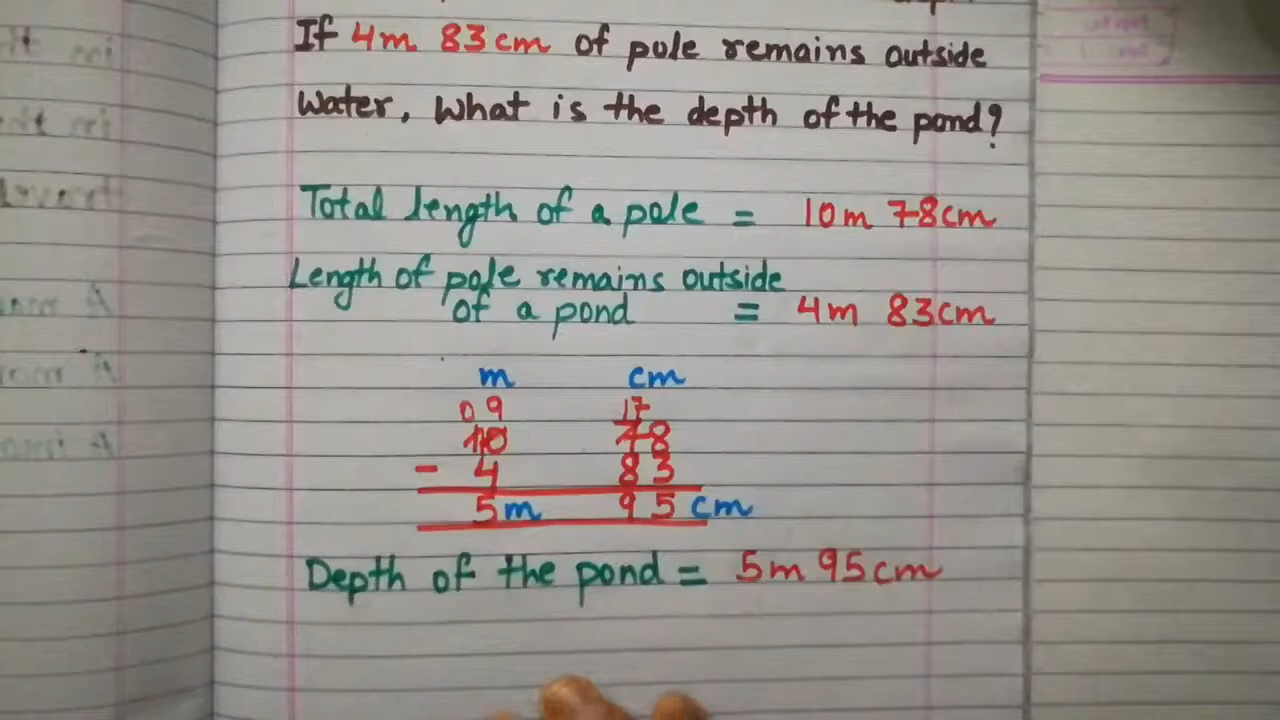 If 4m 83cm of pole remains outside
water, What is the depth of the pond?
Total length of a pole = 10m 78cm
Length of pole remains outside
of a pond = 4m 83cm
m cm
09 17
10 78
- 4 83
5m 95 cm
Depth of the pond = 5m 95cm